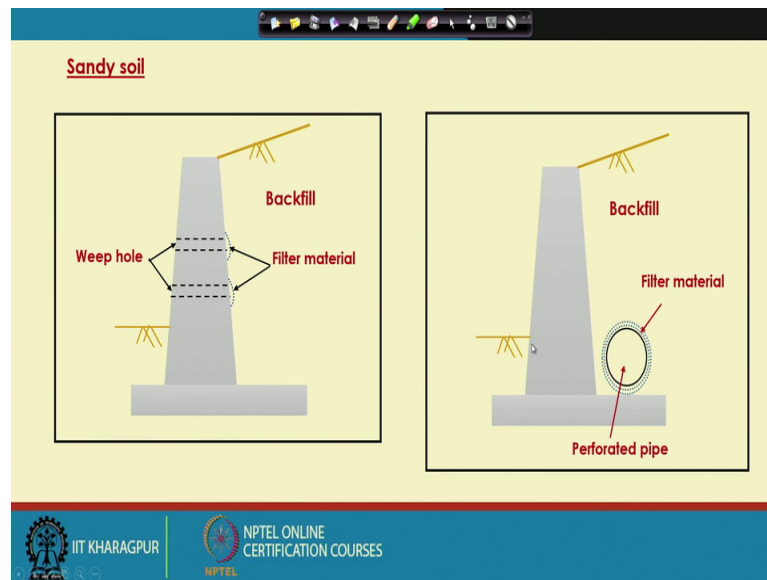 Sandy soil
Backfill
Weep hole
Filter material
Backfill
Filter material
Perforated pipe
IIT KHARAGPUR
NPTEL
NPTEL ONLINE
CERTIFICATION COURSES